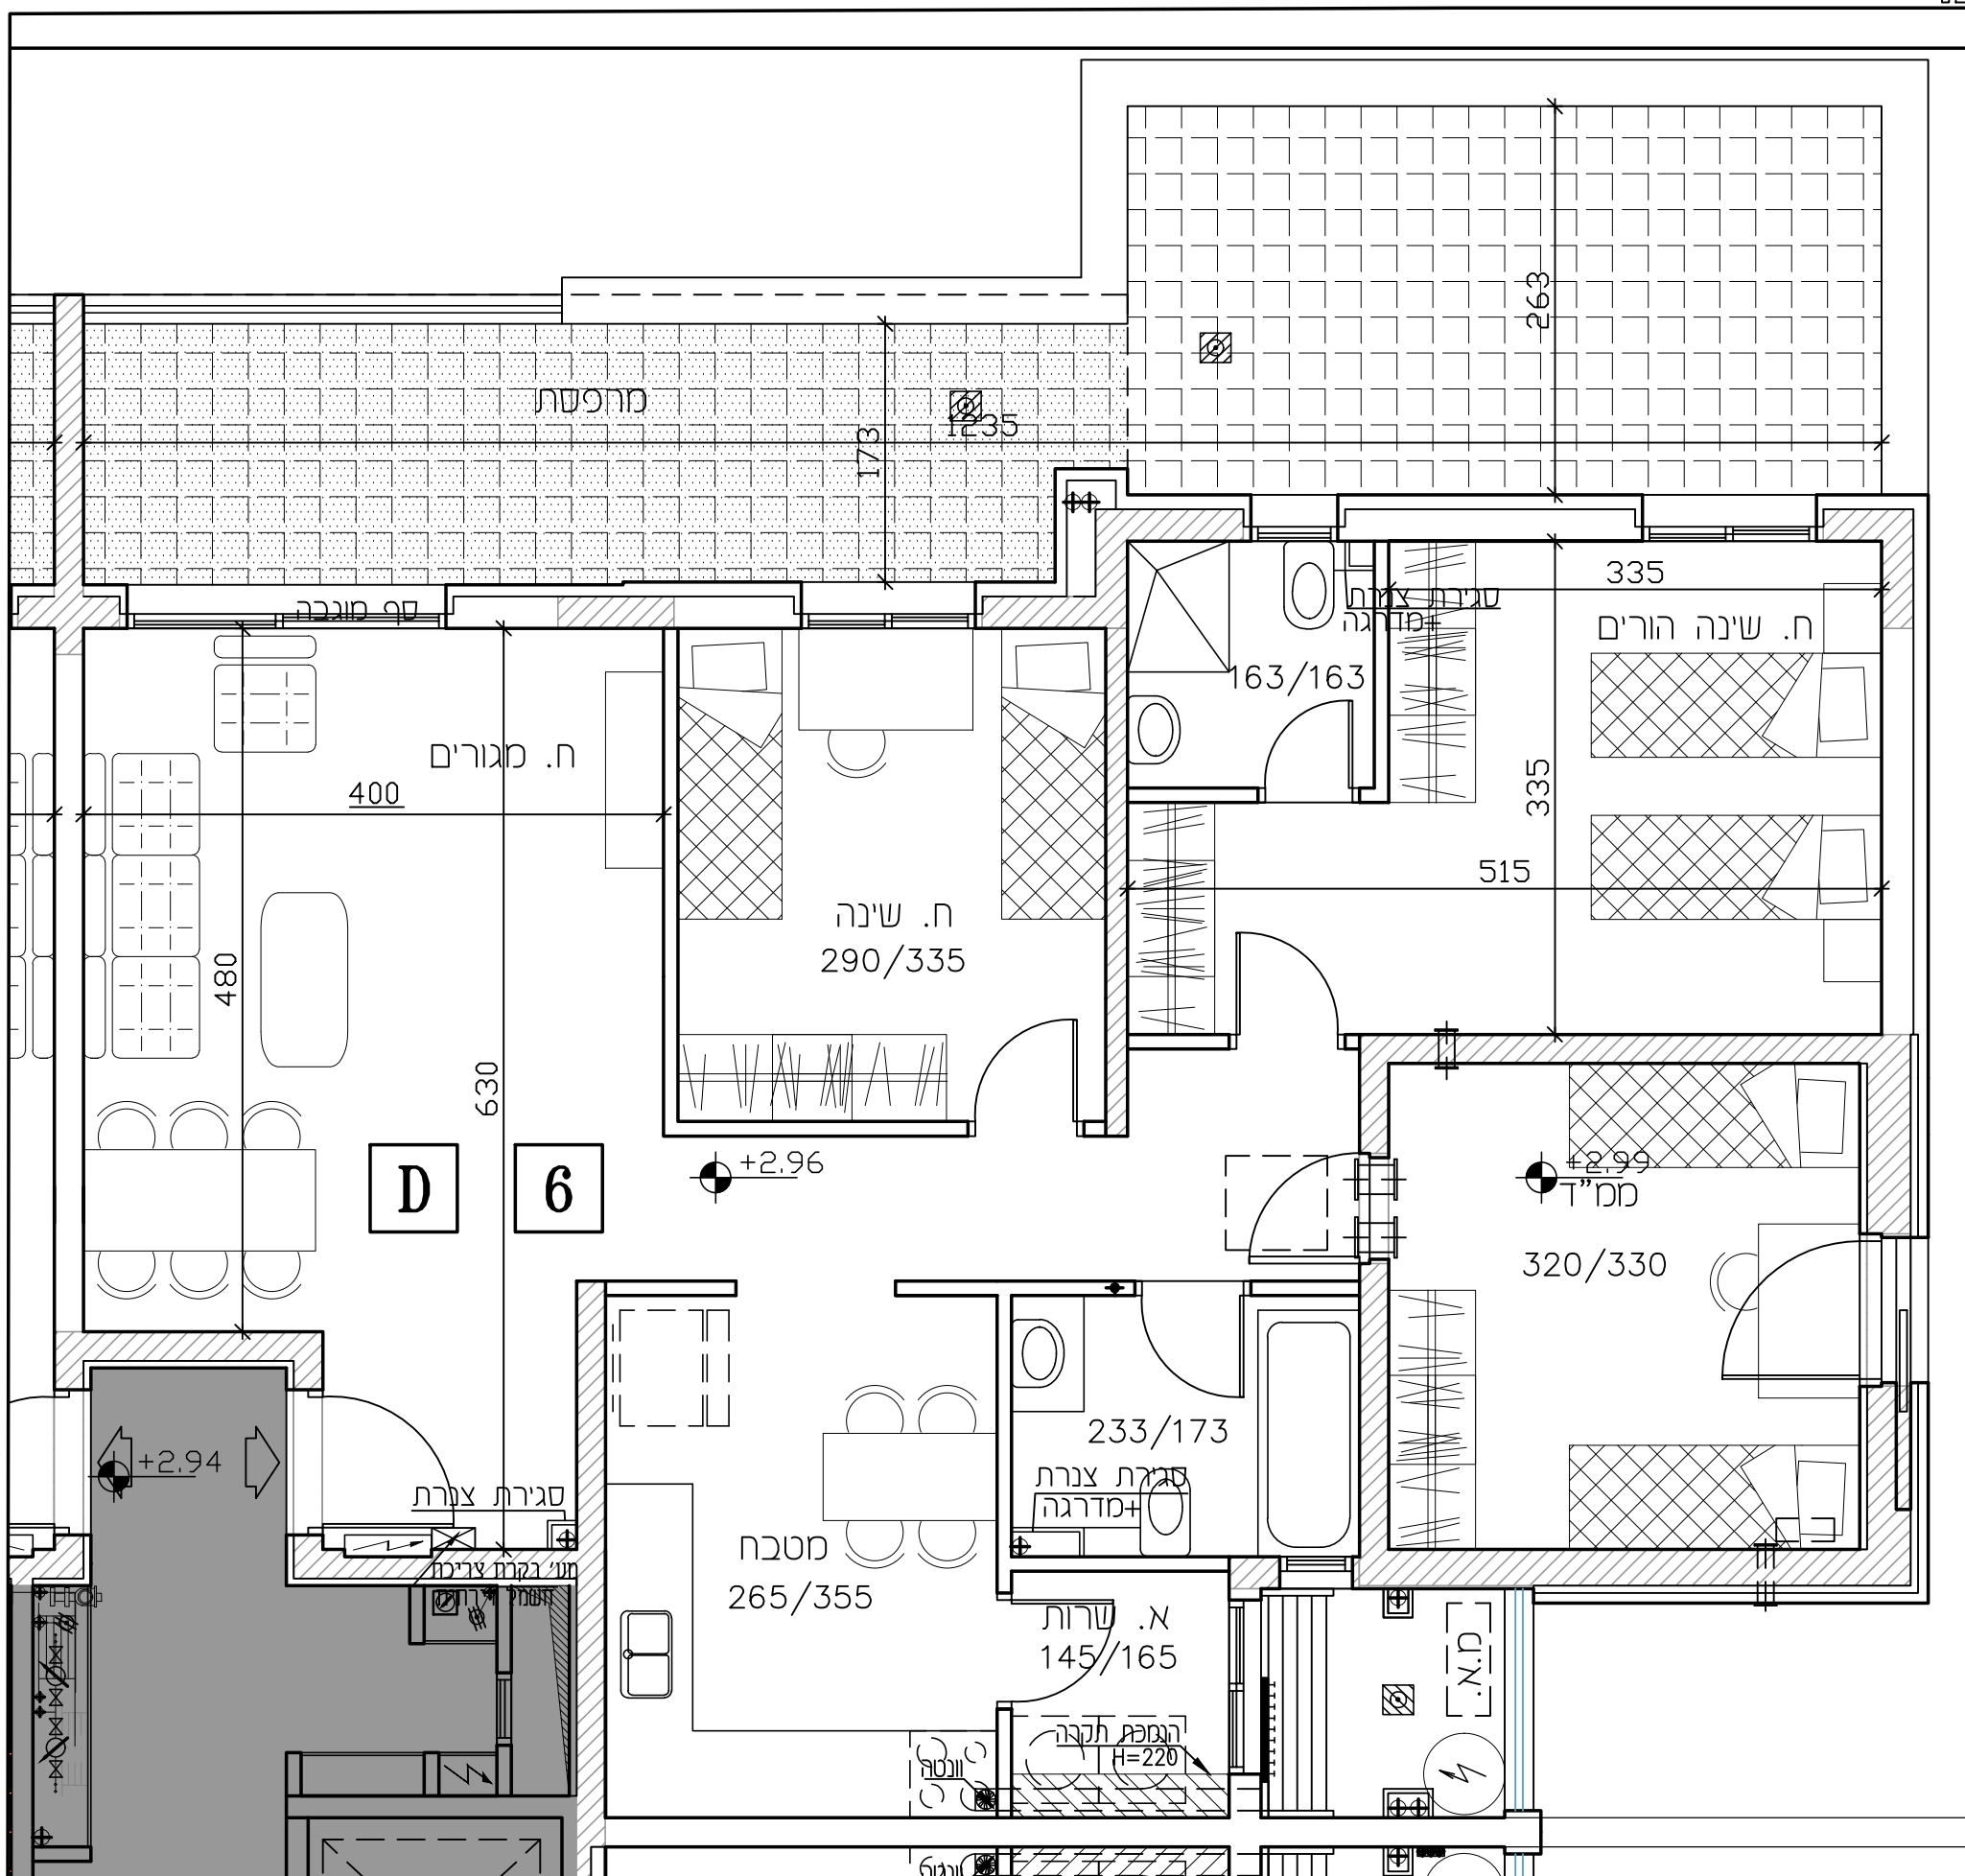 263
מרפסת
1235
173
335
סף מוגבה
סגירת צנרת
+מדרגה
ח. שינה הורים
163/163
ח. מגורים
400
335
515
ח. שינה
290/335
480
630
D
6
+2.96
+2.99
ממ"ד
320/330
233/173
+2.94
סגירת צנרת
סגירת צנרת
+מדרגה
מטבח
265/355
א. שרות
145/165
מ.א.
הנמכת תקרה
H=220
וונטה